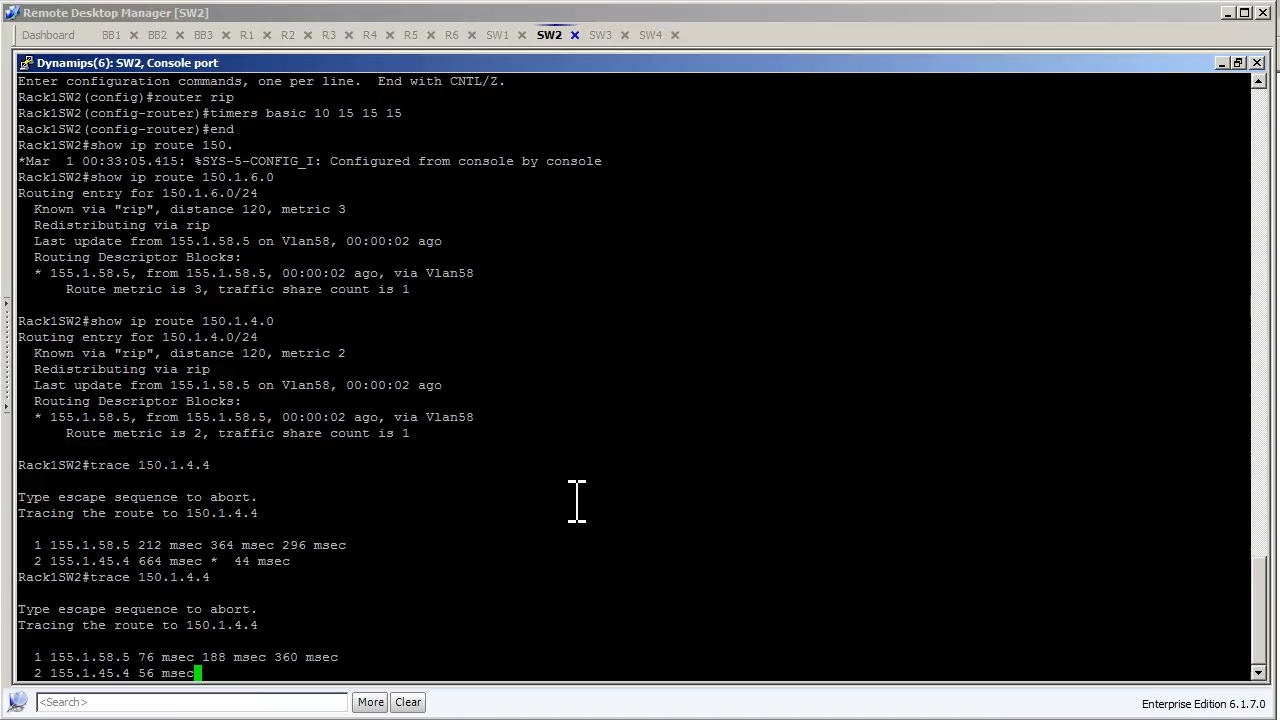 Remote Desktop Manager [SW2]
Dashboard BB1 BB2 BB3 R1 R2 R3 R4 R5 R6 SW1 SW2 SW3 SW4
Dynamips(6): SW2, Console port
Enter configuration commands, one per line.  End with CNTL/Z.
Rack1SW2(config)#router rip
Rack1SW2(config-router)#timers basic 10 15 15 15
Rack1SW2(config-router)#end
Rack1SW2#show ip route 150.
*Mar  1 00:33:05.415: %SYS-5-CONFIG_I: Configured from console by console
Rack1SW2#show ip route 150.1.6.0
Routing entry for 150.1.6.0/24
  Known via "rip", distance 120, metric 3
  Redistributing via rip
  Last update from 155.1.58.5 on Vlan58, 00:00:02 ago
  Routing Descriptor Blocks:
  * 155.1.58.5, from 155.1.58.5, 00:00:02 ago, via Vlan58
      Route metric is 3, traffic share count is 1
Rack1SW2#show ip route 150.1.4.0
Routing entry for 150.1.4.0/24
  Known via "rip", distance 120, metric 2
  Redistributing via rip
  Last update from 155.1.58.5 on Vlan58, 00:00:02 ago
  Routing Descriptor Blocks:
  * 155.1.58.5, from 155.1.58.5, 00:00:02 ago, via Vlan58
      Route metric is 2, traffic share count is 1
Rack1SW2#trace 150.1.4.4
Type escape sequence to abort.
Tracing the route to 150.1.4.4
  1 155.1.58.5 212 msec 364 msec 296 msec
  2 155.1.45.4 664 msec *  44 msec
Rack1SW2#trace 150.1.4.4
Type escape sequence to abort.
Tracing the route to 150.1.4.4
  1 155.1.58.5 76 msec 188 msec 360 msec
  2 155.1.45.4 56 msec
<Search> More Clear Enterprise Edition 6.1.7.0